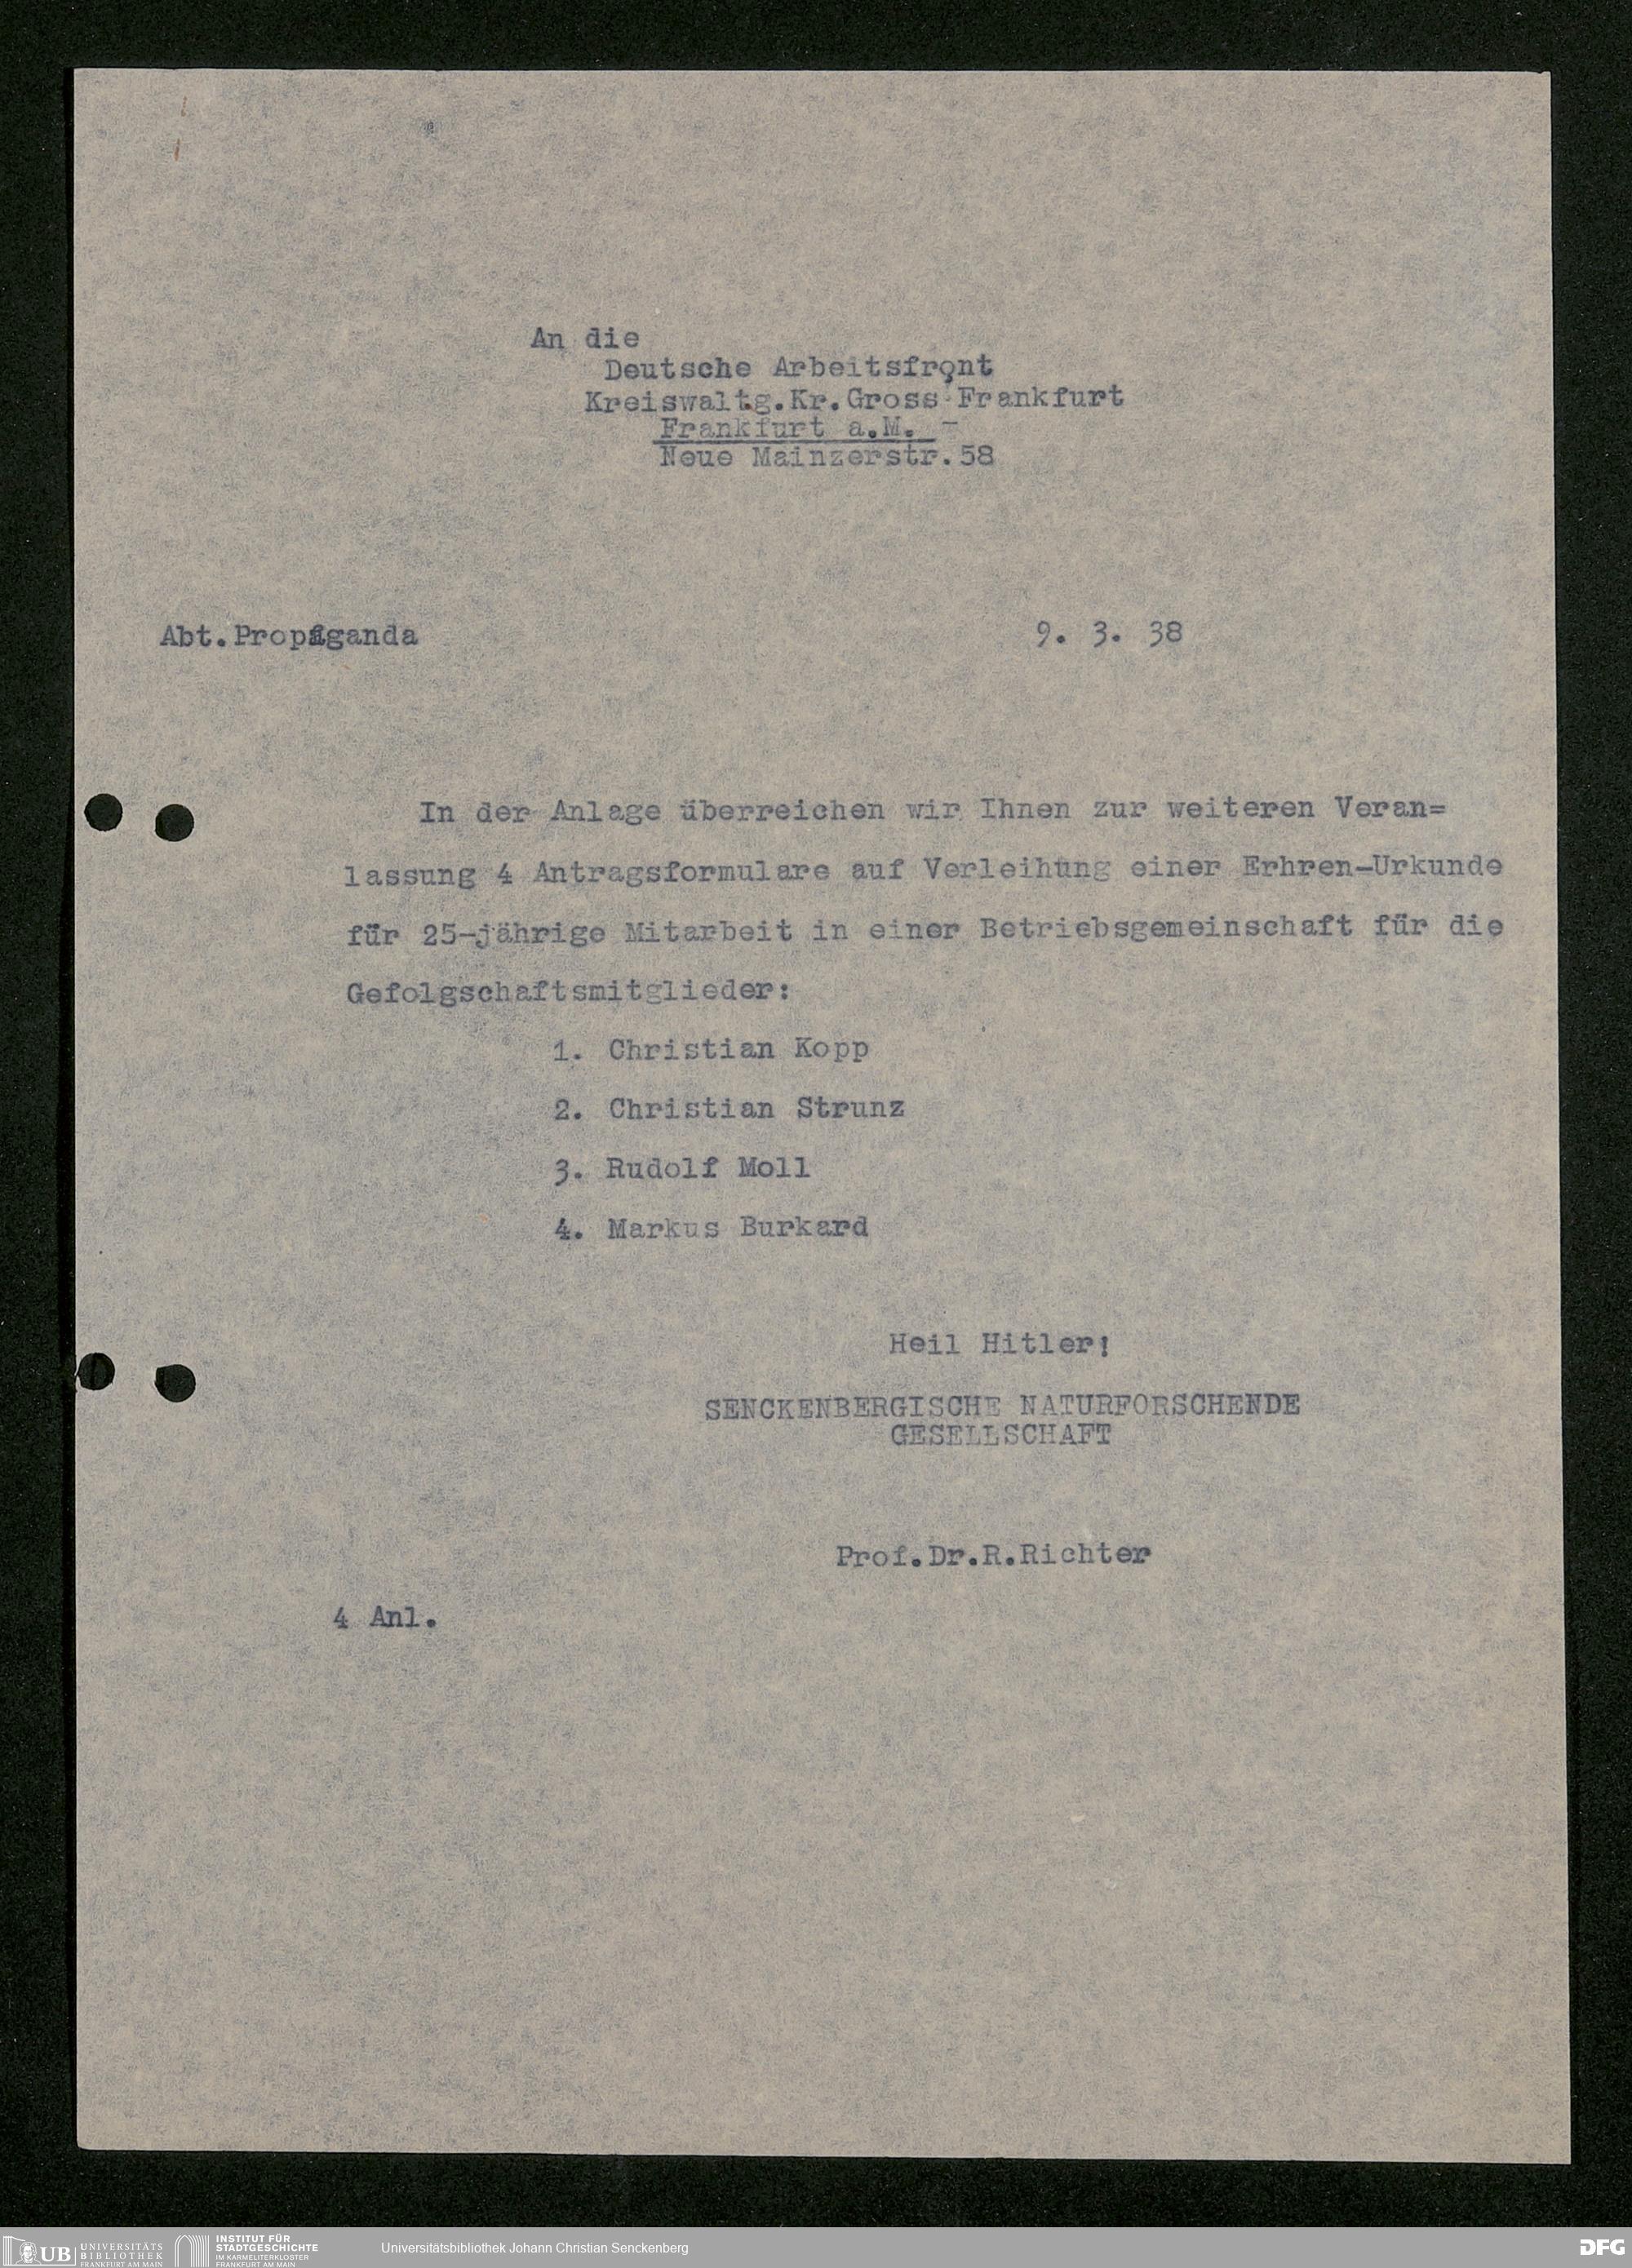 An die
Deutsche Arbeitsfront
Kreiswaltg.Kr.Gross Frankfurt
Frankfurt a.M. -
Neue Mainzerstr.58
Abt.Propaganda 9. 3. 38
In der Anlage überreichen wir Ihnen zur weiteren Veran=
lassung 4 Antragsformulare auf Verleihung einer Erhren-Urkunde
für 25-jährige Mitarbeit in einer Betriebsgemeinschaft für die
Gefolgschaftsmitglieder:
1. Christian Kopp
2. Christian Strunz
3. Rudolf Moll
4. Markus Burkard
Heil Hitler!
SENCKENBERGISCHE NATURFORSCHENDE
GESELLSCHAFT
Prof.Dr.R.Richter
4 Anl.
UB UNIVERSITÄTS
BIBLIOTHEK
FRANKFURT AM MAIN
INSTITUT FÜR
STADTGESCHICHTE
IM KARMELITERKLOSTER
FRANKFURT AM MAIN
Universitätsbibliothek Johann Christian Senckenberg
DFG